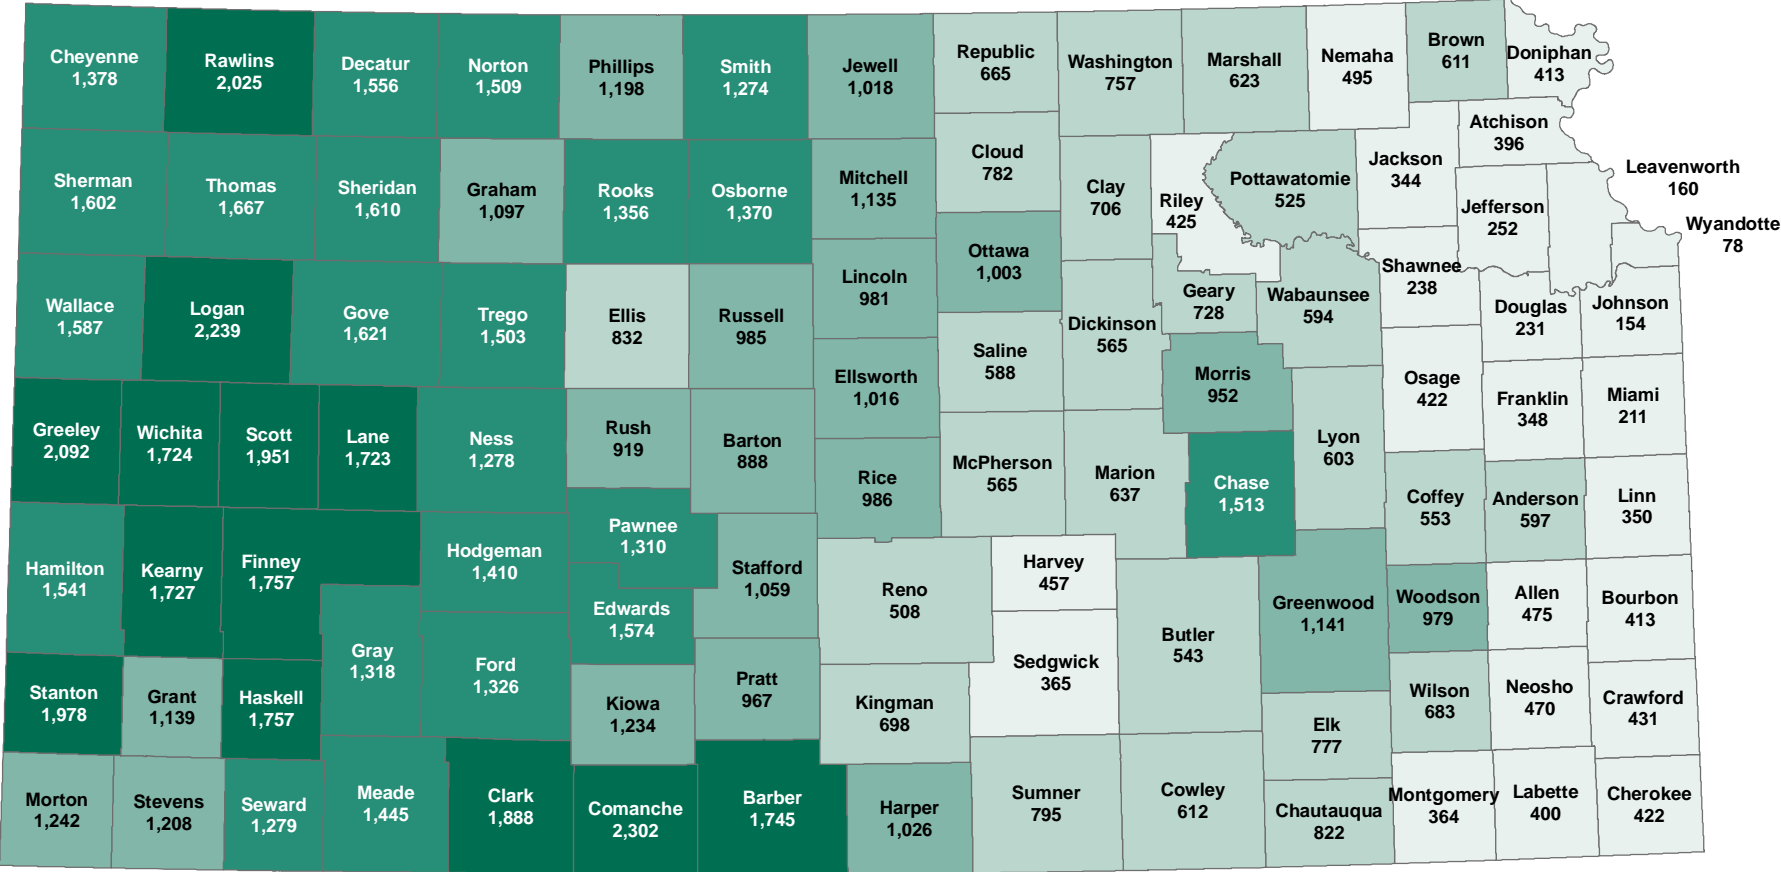 Cheyenne
1,378
Rawlins
2,025
Decatur
1,556
Norton
1,509
Phillips
1,198
Smith
1,274
Jewell
1,018
Republic
665
Washington
757
Marshall
623
Nemaha
495
Brown
611
Doniphan
413
Sherman
1,602
Thomas
1,667
Sheridan
1,610
Graham
1,097
Rooks
1,356
Osborne
1,370
Mitchell
1,135
Cloud
782
Clay
706
Riley
425
Pottawatomie
525
Jackson
344
Atchison
396
Jefferson
252
Leavenworth
160
Wyandotte
78
Wallace
1,587
Logan
2,239
Gove
1,621
Trego
1,503
Ellis
832
Russell
985
Lincoln
981
Ottawa
1,003
Saline
588
Dickinson
565
Geary
728
Wabaunsee
594
Shawnee
238
Douglas
231
Johnson
154
Greeley
2,092
Wichita
1,724
Scott
1,951
Lane
1,723
Ness
1,278
Rush
919
Barton
888
Ellsworth
1,016
Rice
986
McPherson
565
Marion
637
Morris
952
Chase
1,513
Lyon
603
Osage
422
Franklin
348
Miami
211
Coffey
553
Anderson
597
Linn
350
Hamilton
1,541
Kearny
1,727
Finney
1,757
Hodgeman
1,410
Pawnee
1,310
Edwards
1,574
Stafford
1,059
Reno
508
Harvey
457
Sedgwick
365
Butler
543
Greenwood
1,141
Woodson
979
Allen
475
Bourbon
413
Stanton
1,978
Grant
1,139
Haskell
1,757
Gray
1,318
Ford
1,326
Kiowa
1,234
Pratt
967
Kingman
698
Elk
777
Wilson
683
Neosho
470
Crawford
431
Morton
1,242
Stevens
1,208
Seward
1,279
Meade
1,445
Clark
1,888
Comanche
2,302
Barber
1,745
Harper
1,026
Sumner
795
Cowley
612
Chautauqua
822
Montgomery
364
Labette
400
Cherokee
422